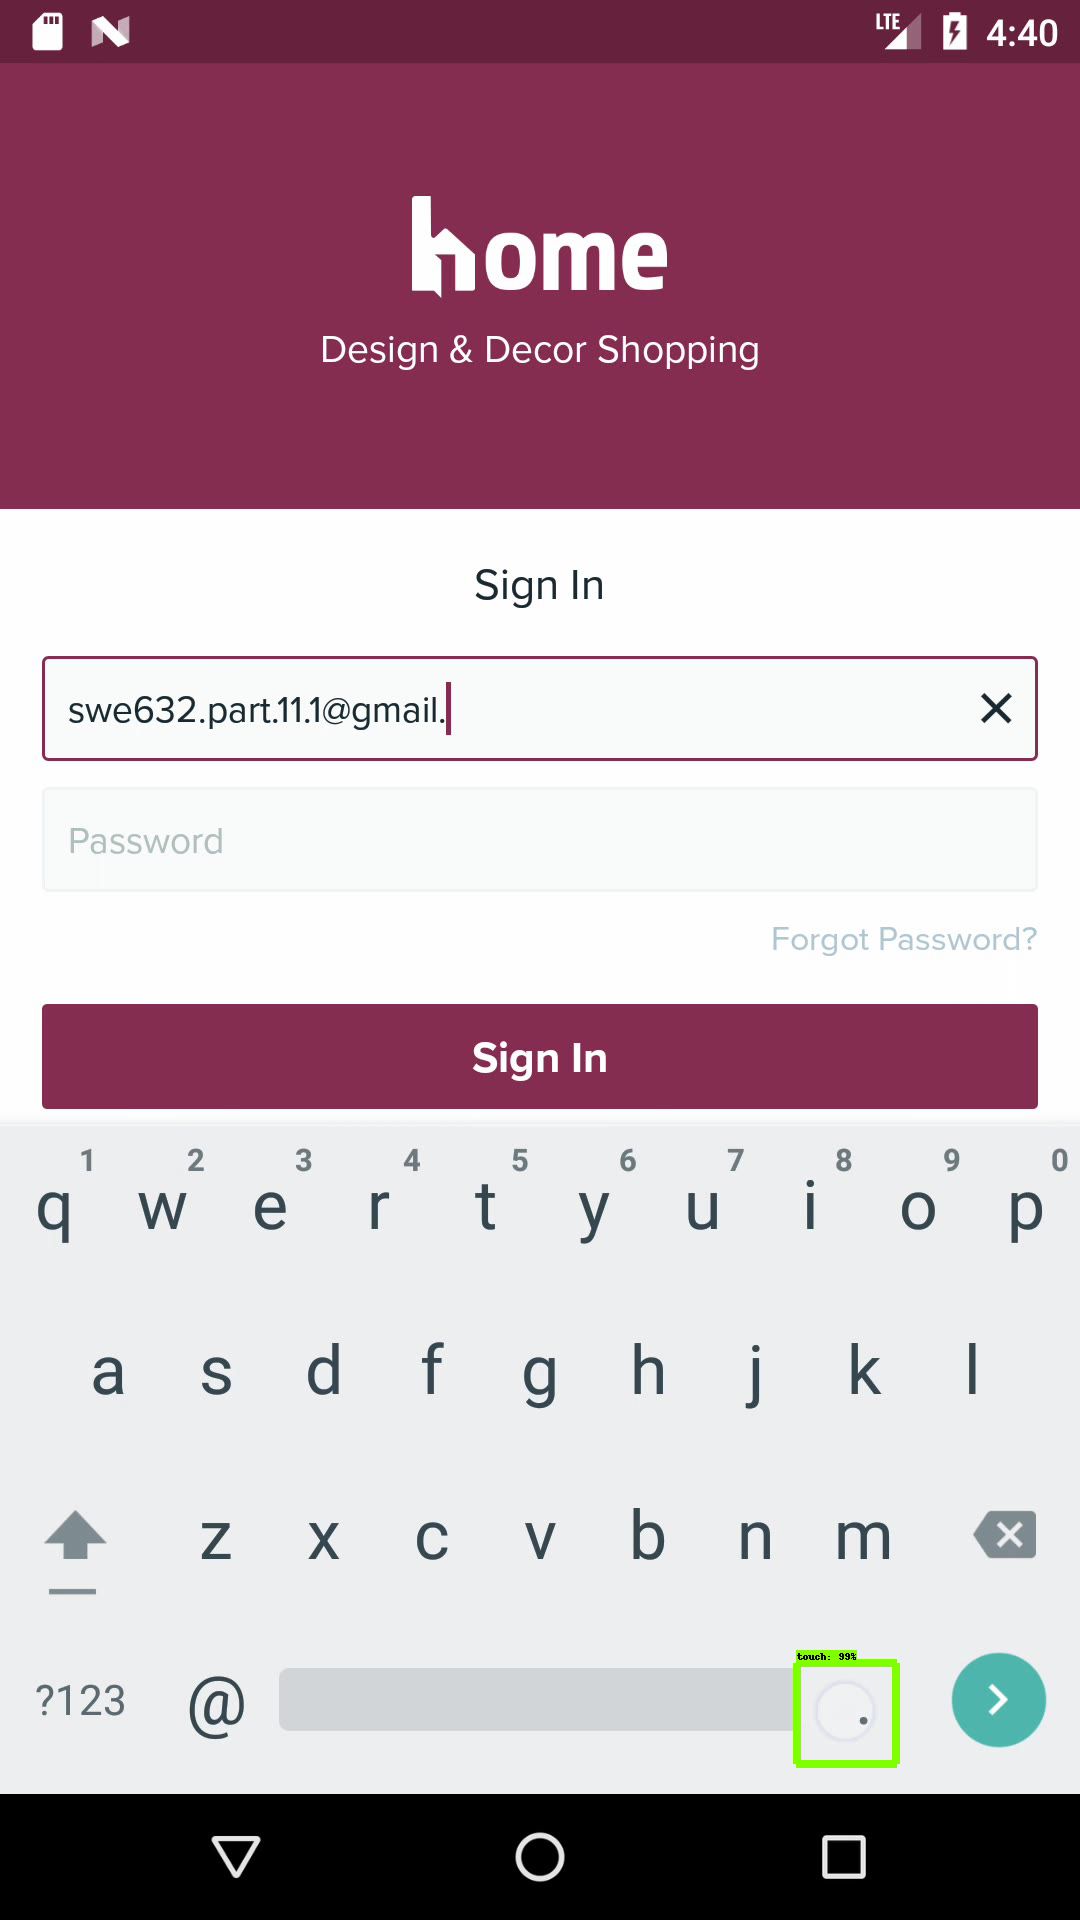 LTE 4:40
home
Design & Decor Shopping
Sign In
swe632.part.11.1@gmail.
Password
Forgot Password?
Sign In
1 2 3 4 5 6 7 8 9 0
q w e r t y u i o p
a s d f g h j k l
z x c v b n m
touch: 99%
?123 @ .